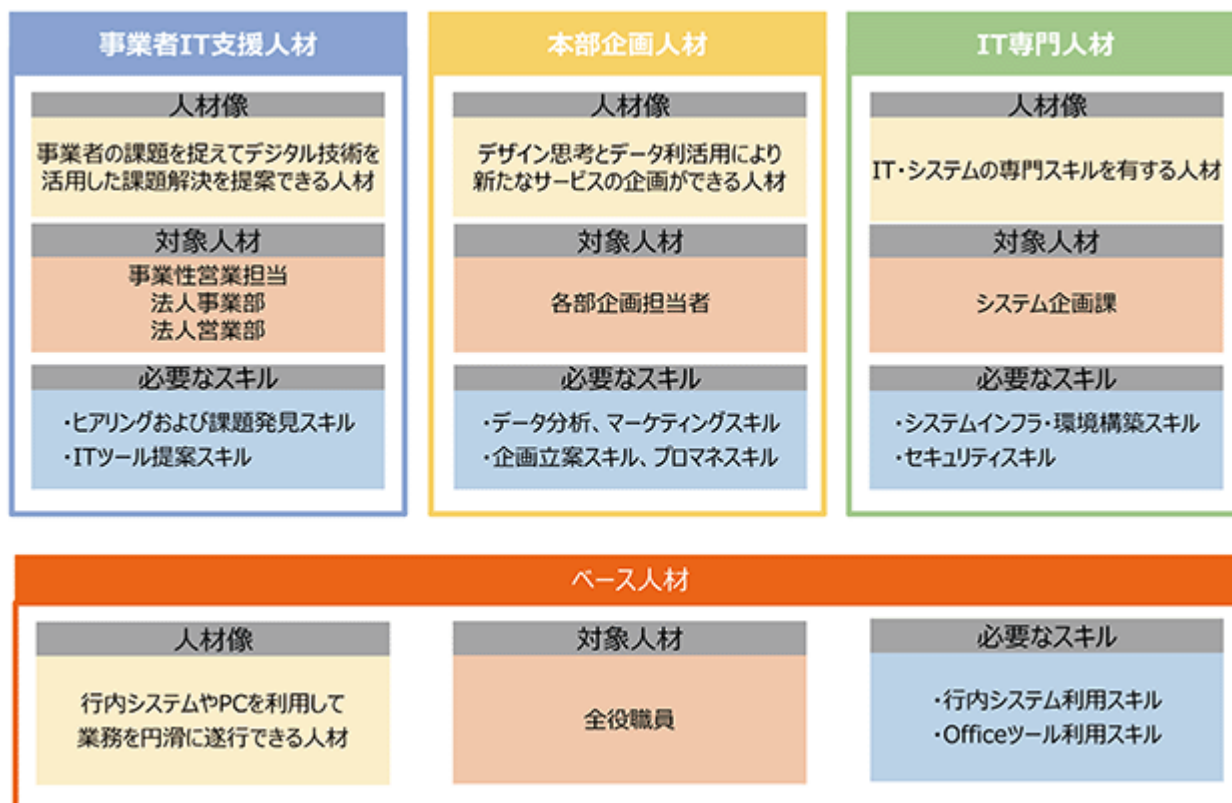 事業者IT支援人材
人材像
事業者の課題を捉えてデジタル技術を
活用した課題解決を提案できる人材
対象人材
事業性営業担当
法人事業部
法人営業部
必要なスキル
・ヒアリングおよび課題発見スキル
・ITツール提案スキル
本部企画人材
人材像
デザイン思考とデータ利活用により
新たなサービスの企画ができる人材
対象人材
各部企画担当者
必要なスキル
・データ分析、マーケティングスキル
・企画立案スキル、プロマネスキル
IT専門人材
人材像
IT・システムの専門スキルを有する人材
対象人材
システム企画課
必要なスキル
・システムインフラ・環境構築スキル
・セキュリティスキル
ベース人材
人材像
行内システムやPCを利用して
業務を円滑に遂行できる人材
対象人材
全役職員
必要なスキル
・行内システム利用スキル
・Officeツール利用スキル